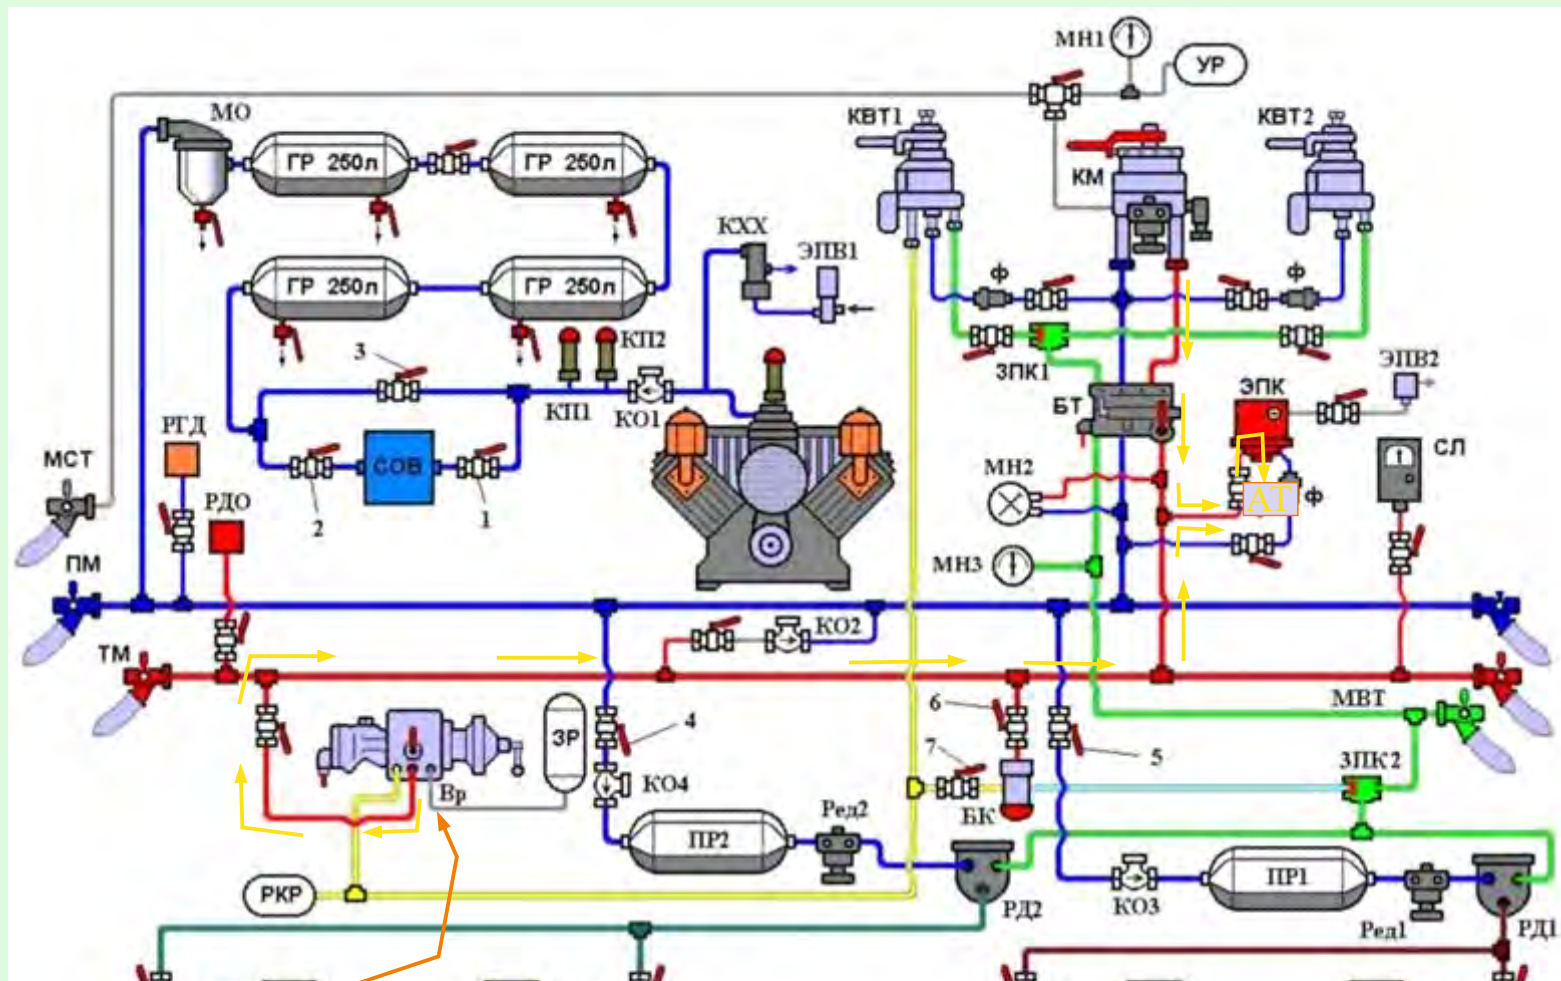 МН1
УР
МО
КВТ1
КВТ2
ГР 250л
ГР 250л
КМ
КХХ
ЭПВ1
ф
ф
ГР 250л
ГР 250л
КП2
3
ЗПК1
ЭПВ2
КП1
КО1
ЭПК
БТ
РГД
МСТ
СОВ
СЛ
МН2
РДО
2
1
АТ
ф
ПМ
МН3
КО2
ТМ
6
МВТ
ЗР
4
7
5
ЗПК2
КО4
Вр
БК
Ред2
ПР2
ПР1
РКР
КО3
РД2
Ред1
РД1